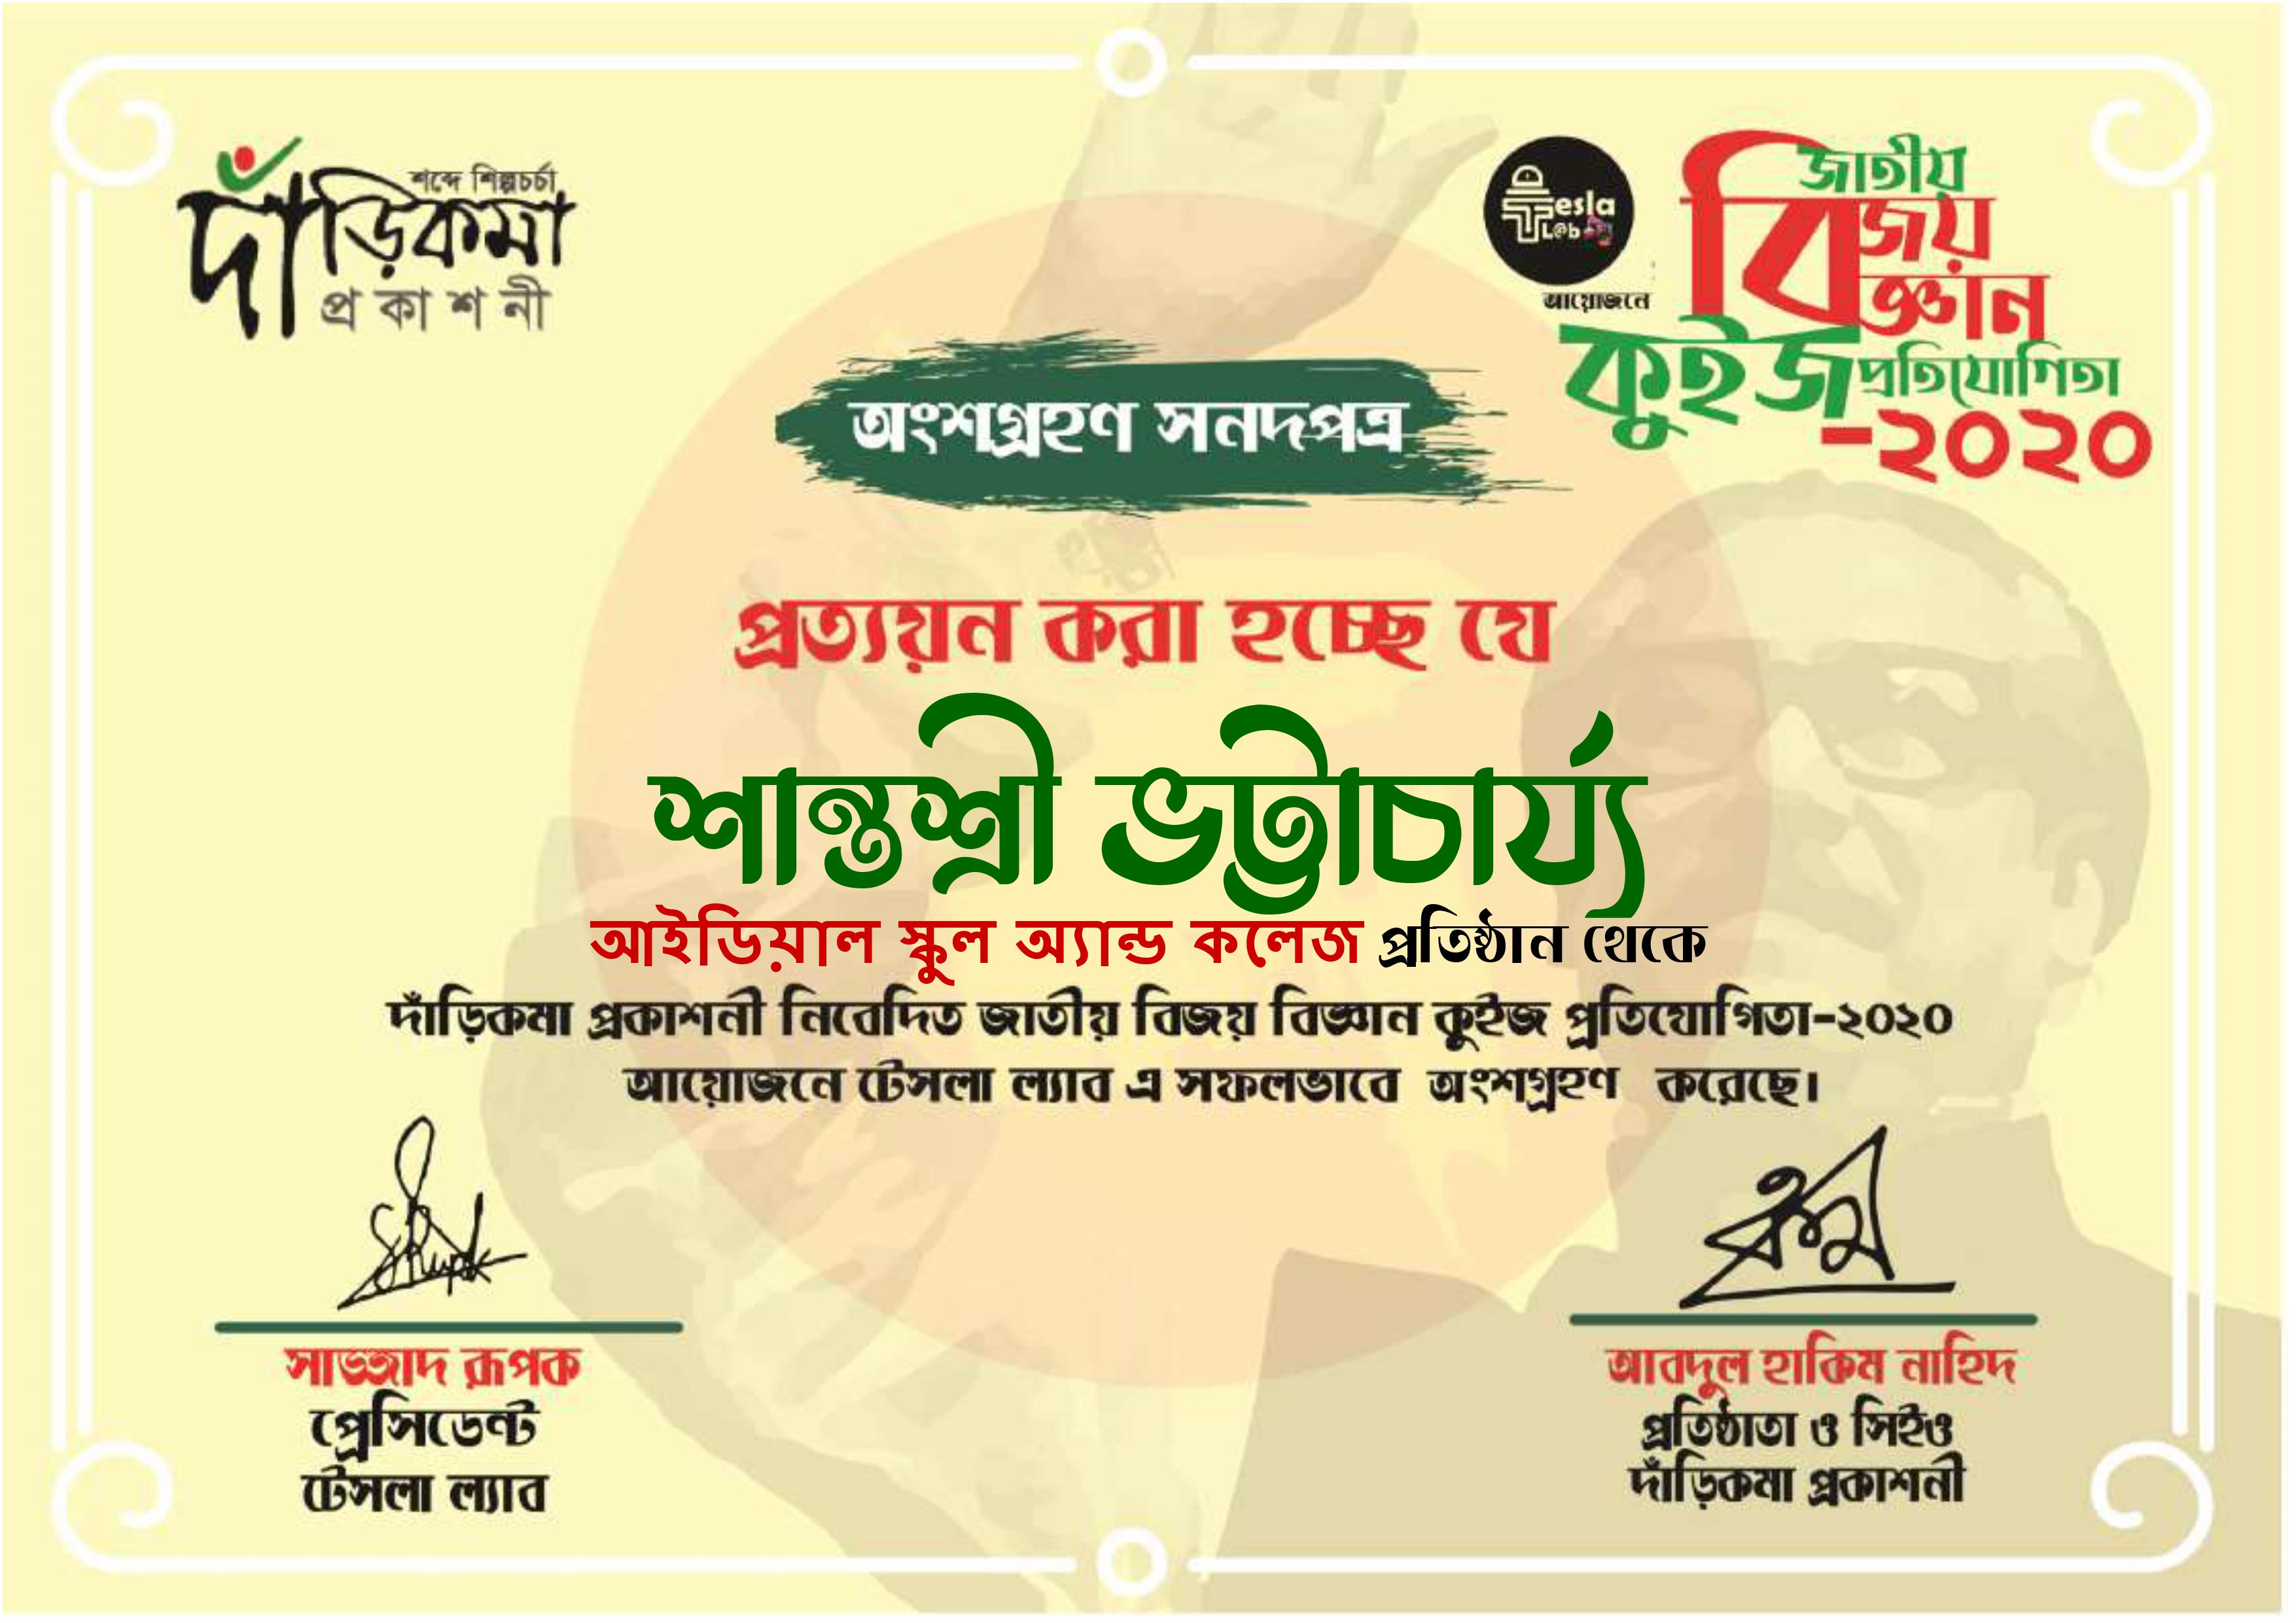 শব্দে শিল্পচর্চা
দাঁড়িকমা
প্রকাশনী
Tesla
L@b
আয়োজনে
জাতীয়
বিজয়
বিজ্ঞান
কুইজ প্রতিযোগিতা
-২০২০
অংশগ্রহণ সনদপত্র
প্রত্যয়ন করা হচ্ছে যে
শান্তশ্রী ভট্টাচার্য্য
আইডিয়াল স্কুল অ্যান্ড কলেজ প্রতিষ্ঠান থেকে
দাঁড়িকমা প্রকাশনী নিবেদিত জাতীয় বিজয় বিজ্ঞান কুইজ প্রতিযোগিতা-২০২০
আয়োজনে টেসলা ল্যাব এ সফলভাবে অংশগ্রহণ করেছে।
সাজ্জাদ রূপক
প্রেসিডেন্ট
টেসলা ল্যাব
আবদুল হাকিম নাহিদ
প্রতিষ্ঠাতা ও সিইও
দাঁড়িকমা প্রকাশনী